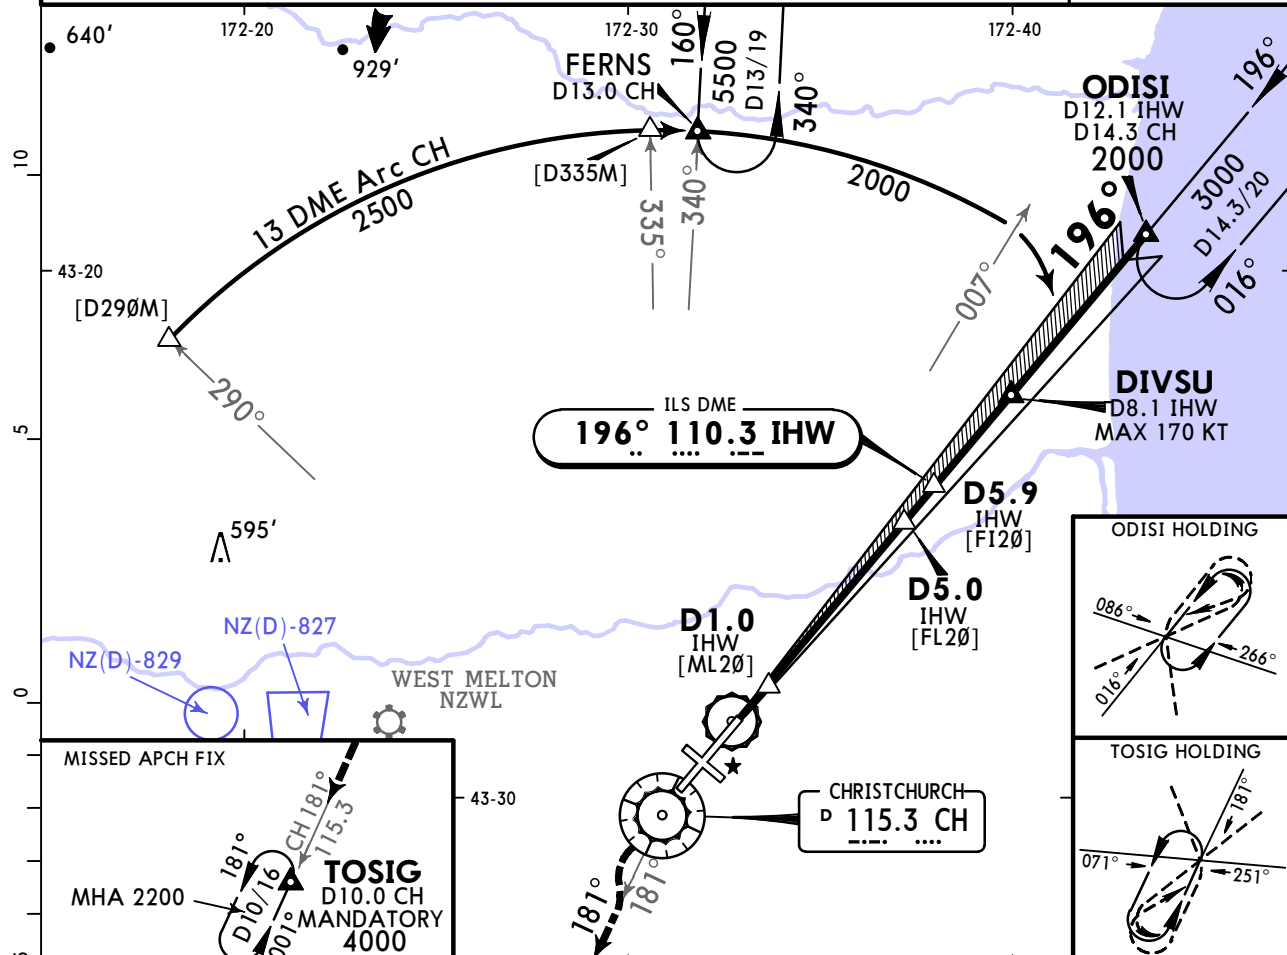 172-20
172-30
172-40
640'
929'
160°
5500
D13/19
340°
FERNS
D13.0 CH
ODISI
D12.1 IHW
D14.3 CH
2000
196°
3000
D14.3/20
016°
10
13 DME Arc CH
2500
[D335M]
335°
340°
2000
196°
007°
43-20
[D290M]
290°
DIVSU
D8.1 IHW
MAX 170 KT
ILS DME
196° 110.3 IHW
5
D5.9
IHW
[FI20]
D5.0
IHW
[FL20]
595'
ODISI HOLDING
086°
266°
016°
D1.0
IHW
[ML20]
NZ(D)-827
NZ(D)-829
WEST MELTON
NZWL
0
MISSED APCH FIX
CH 181°
115.3
181°
D10/16
001°
MHA 2200
TOSIG
D10.0 CH
MANDATORY
4000
43-30
CHRISTCHURCH
D 115.3 CH
181°
181°
TOSIG HOLDING
181°
071°
251°